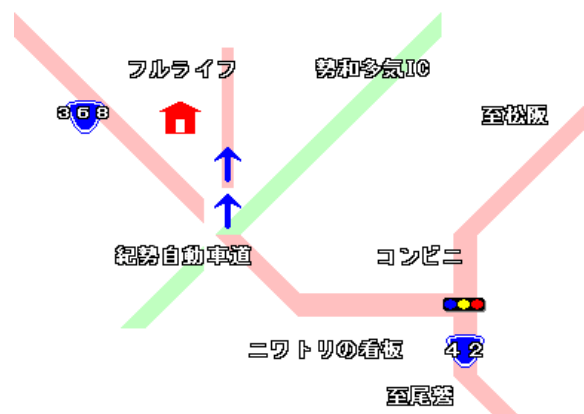 フルライフ
勢和多気IC
368
至松阪
紀勢自動車道
コンビニ
ニワトリの看板
42
至尾鷲